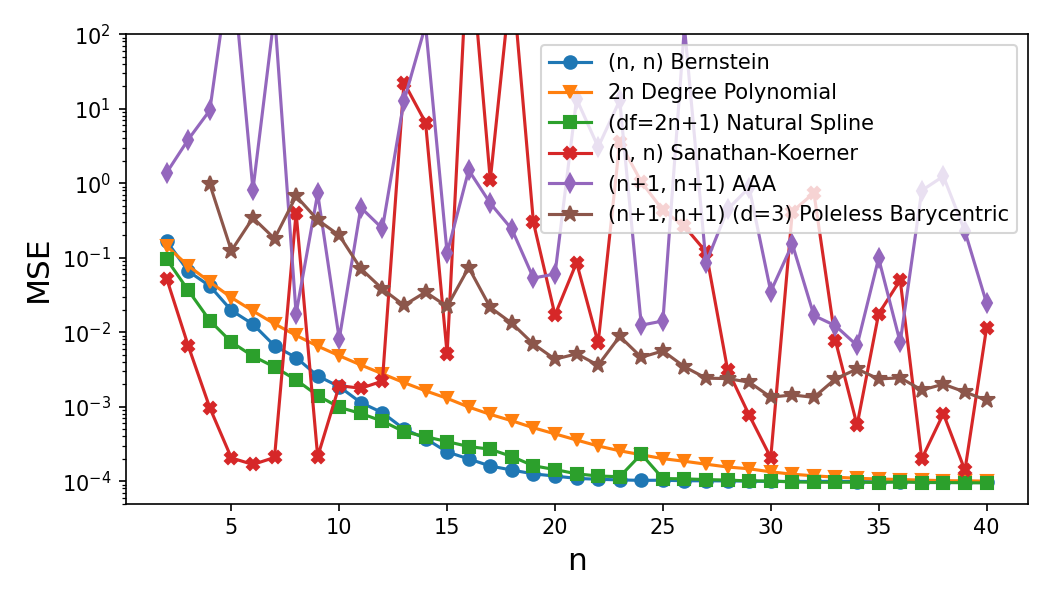 10²
10¹
10⁰
10⁻¹
10⁻²
10⁻³
10⁻⁴
MSE
5
10
15
20
25
30
35
40
n
(n, n) Bernstein
2n Degree Polynomial
(df=2n+1) Natural Spline
(n, n) Sanathan-Koerner
(n+1, n+1) AAA
(n+1, n+1) (d=3) Poleless Barycentric